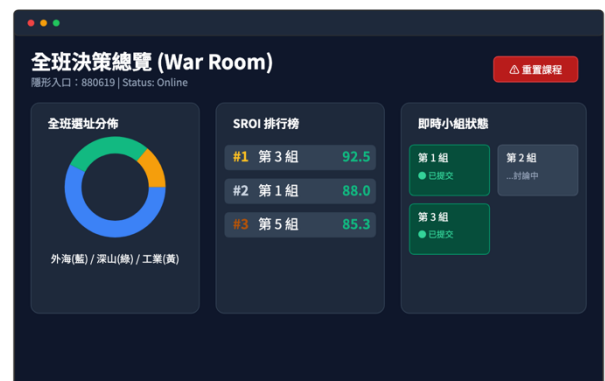 全班決策總覽 (War Room)
隱形入口：880619 | Status: Online
⚠ 重置課程
全班選址分佈
外海(藍) / 深山(綠) / 工業(黃)
SROI 排行榜
#1 第 3 組 92.5
#2 第 1 組 88.0
#3 第 5 組 85.3
即時小組狀態
第 1 組
已提交
第 2 組
...討論中
第 3 組
已提交